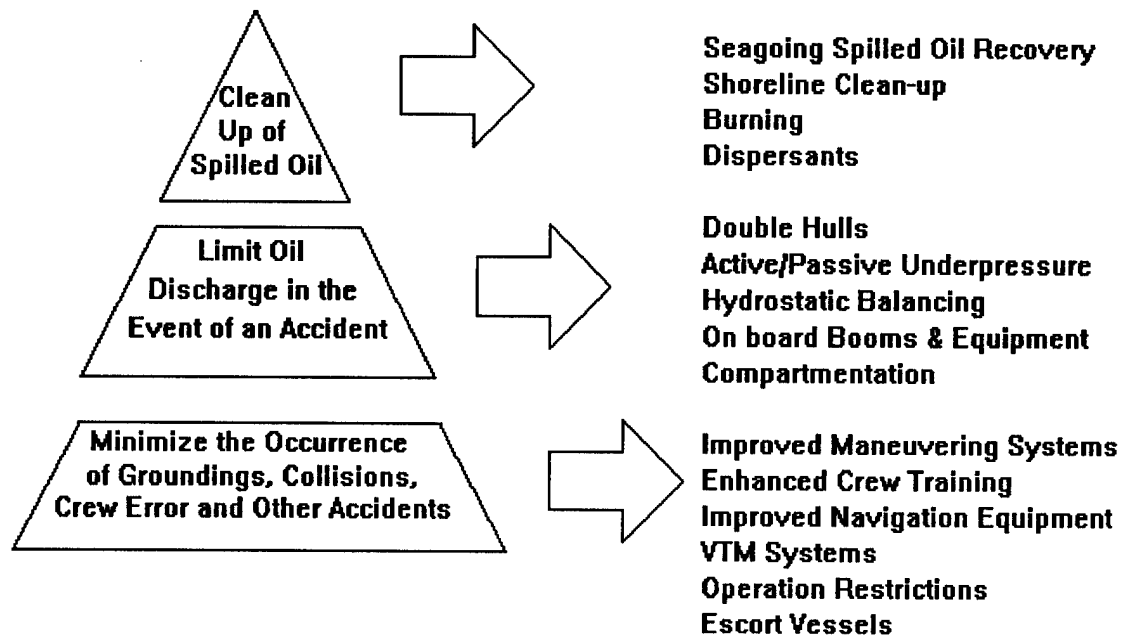 Clean
Up of
Spilled Oil
Seagoing Spilled Oil Recovery
Shoreline Clean-up
Burning
Dispersants
Limit Oil
Discharge in the
Event of an Accident
Double Hulls
Active/Passive Underpressure
Hydrostatic Balancing
On board Booms & Equipment
Compartmentation
Minimize the Occurrence
of Groundings, Collisions,
Crew Error and Other Accidents
Improved Maneuvering Systems
Enhanced Crew Training
Improved Navigation Equipment
VTM Systems
Operation Restrictions
Escort Vessels